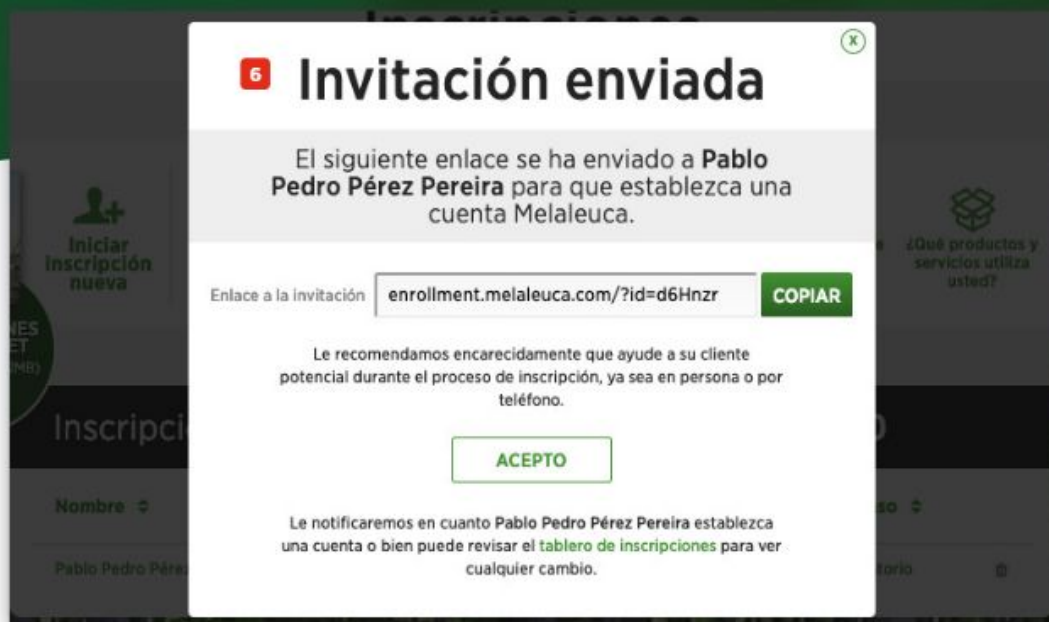 Inscripciones
X
6
Invitación enviada
El siguiente enlace se ha enviado a Pablo
Pedro Pérez Pereira para que establezca una
cuenta Melaleuca.
Iniciar
inscripción
nueva
¿Qué productos y
servicios utiliza
usted?
Enlace a la invitación
enrollment.melaleuca.com/?id=d6Hnzr
COPIAR
Le recomendamos encarecidamente que ayude a su cliente
potencial durante el proceso de inscripción, ya sea en persona o por
teléfono.
Inscripci
ACEPTO
Nombre
Le notificaremos en cuanto Pablo Pedro Pérez Pereira establezca
una cuenta o bien puede revisar el tablero de inscripciones para ver
cualquier cambio.
Pablo Pedro Pérez